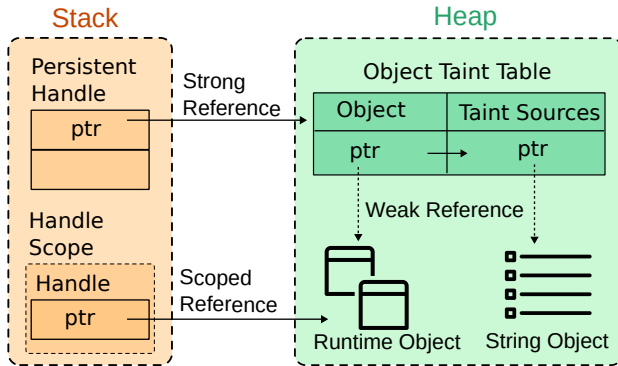 Stack
Heap
Persistent
Handle
ptr
Strong
Reference
Object Taint Table
Object
Taint Sources
ptr
ptr
Weak Reference
Handle
Scope
Handle
ptr
Scoped
Reference
Runtime Object
String Object